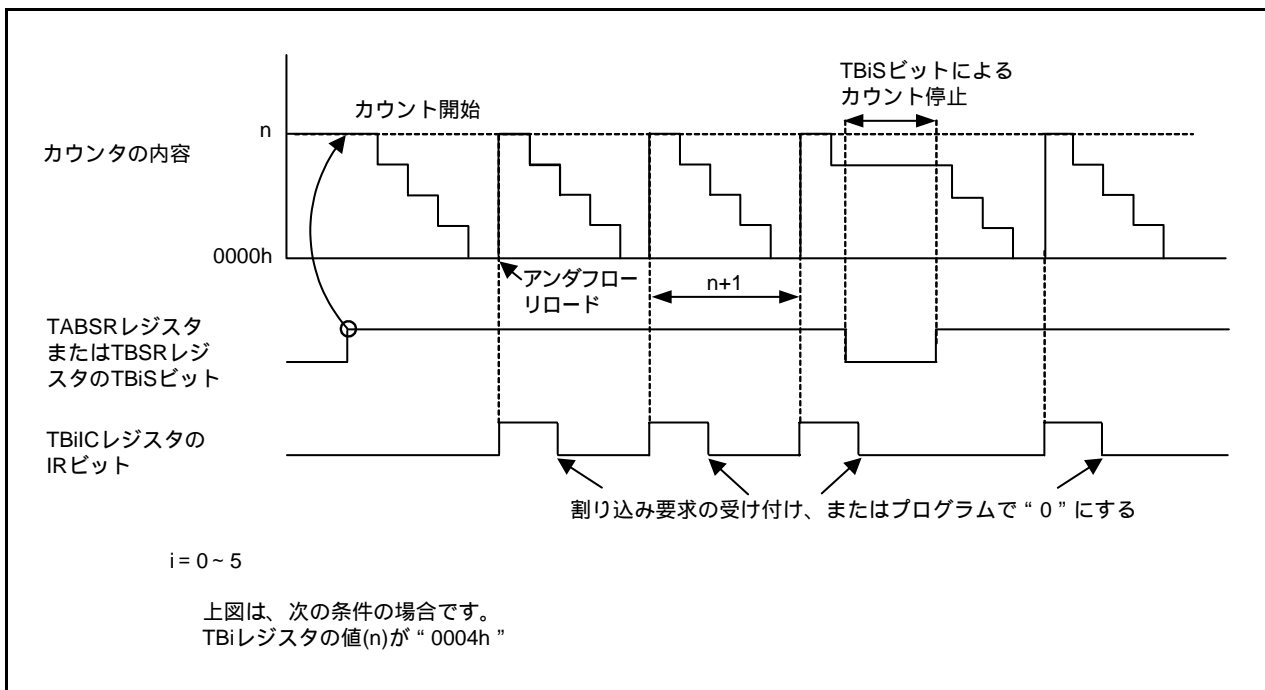 TBiSビットによる
カウント停止
カウント開始
n
カウンタの内容
0000h
アンダフロー
リロード
n+1
TABSRレジスタ
またはTBSRレジ
スタのTBiSビット
TBiICレジスタの
IRビット
割り込み要求の受け付け、またはプログラムで“0”にする
i = 0 ~ 5
上図は、次の条件の場合です。
TBiレジスタの値(n)が“0004h”